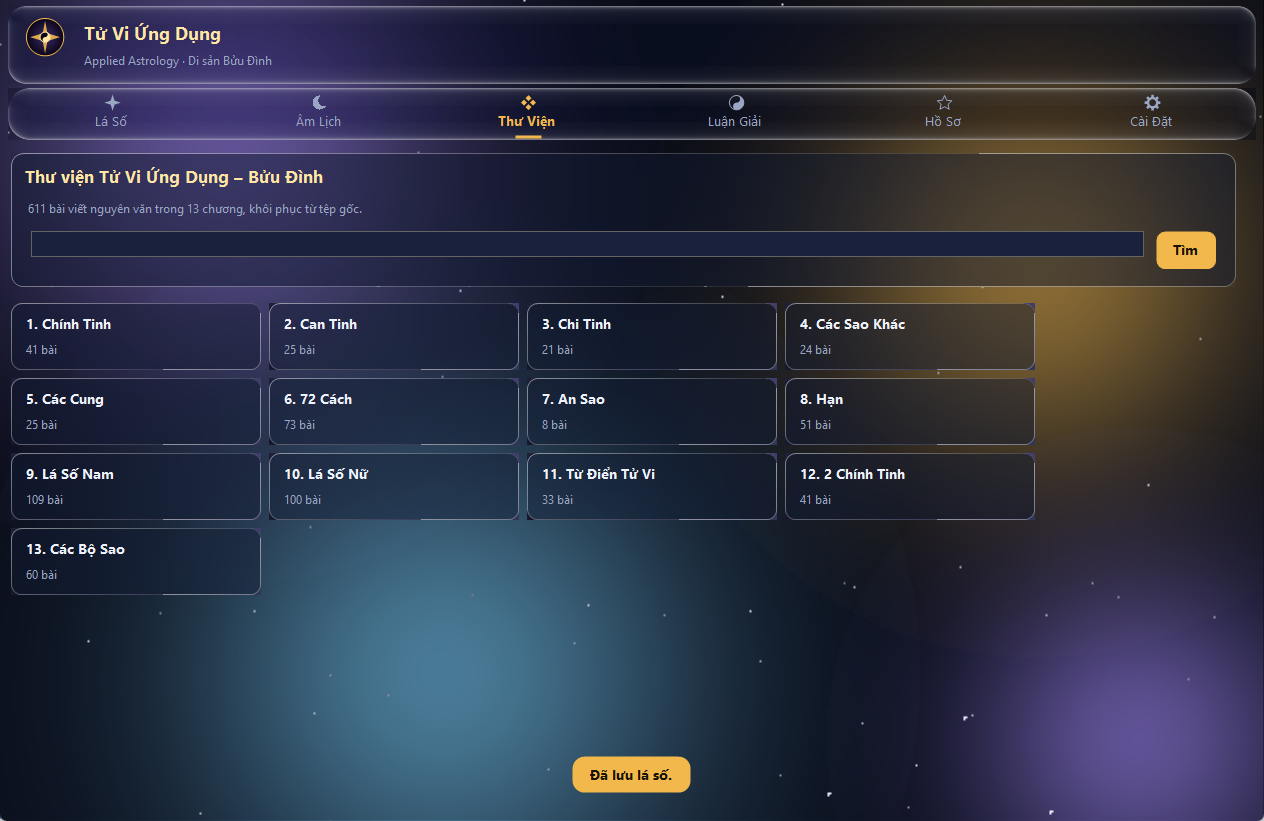 Tử Vi Ứng Dụng
Applied Astrology · Di sản Bửu Đình
Lá Số
Âm Lịch
Thư Viện
Luận Giải
Hồ Sơ
Cài Đặt
Thư viện Tử Vi Ứng Dụng – Bửu Đình
611 bài viết nguyên văn trong 13 chương, khôi phục từ tệp gốc.
Tìm
1. Chính Tinh
41 bài
2. Can Tinh
25 bài
3. Chi Tinh
21 bài
4. Các Sao Khác
24 bài
5. Các Cung
25 bài
6. 72 Cách
73 bài
7. An Sao
8 bài
8. Hạn
51 bài
9. Lá Số Nam
109 bài
10. Lá Số Nữ
100 bài
11. Từ Điển Tử Vi
33 bài
12. 2 Chính Tinh
41 bài
13. Các Bộ Sao
60 bài
Đã lưu lá số.